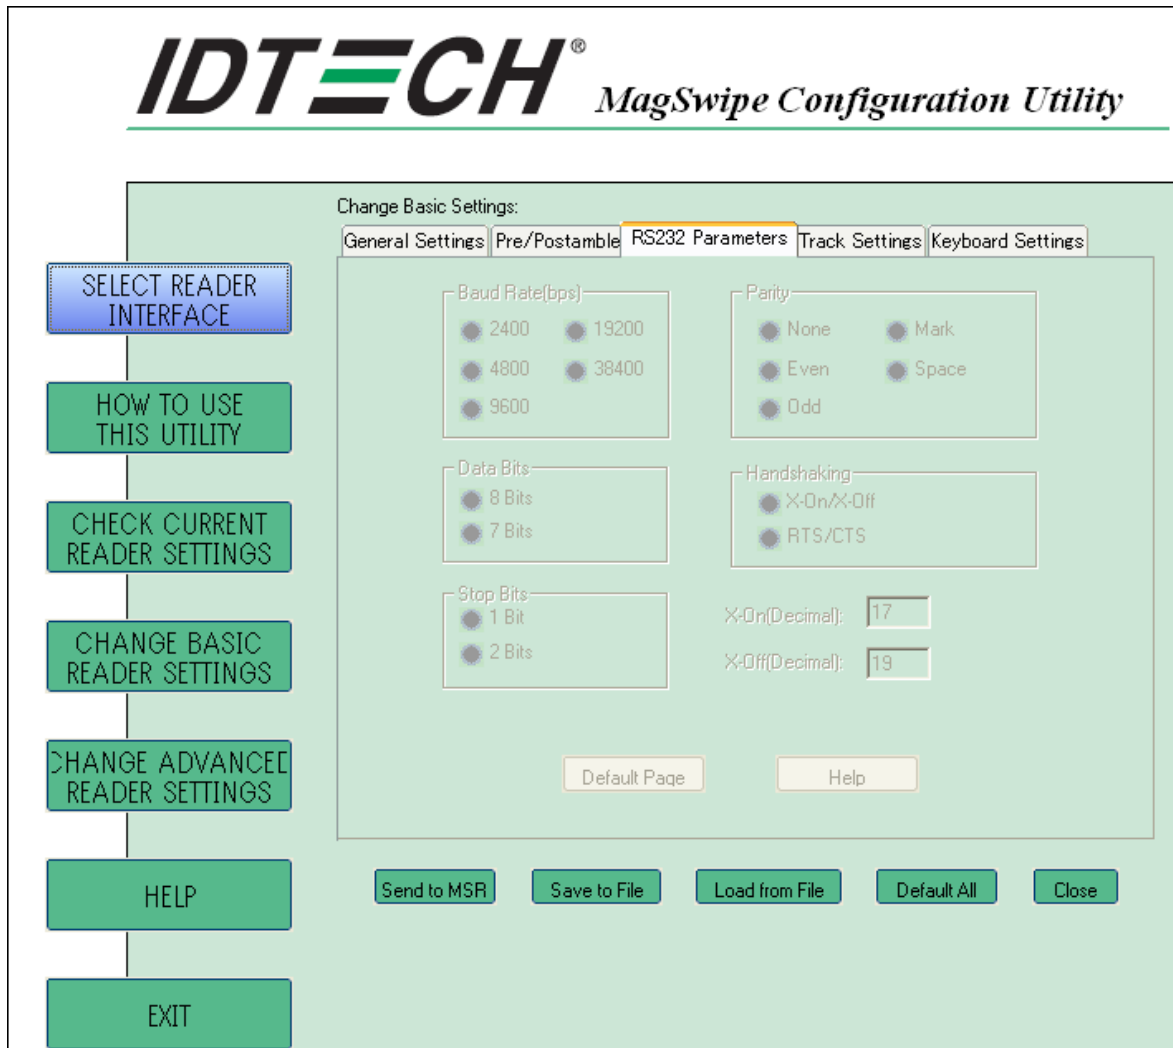 IDTECH®
MagSwipe Configuration Utility
Change Basic Settings:
General Settings Pre/Postamble RS232 Parameters Track Settings Keyboard Settings
SELECT READER
INTERFACE
HOW TO USE
THIS UTILITY
CHECK CURRENT
READER SETTINGS
CHANGE BASIC
READER SETTINGS
CHANGE ADVANCED
READER SETTINGS
HELP
EXIT
Baud Rate(bps)
2400 19200
4800 38400
9600
Parity
None Mark
Even Space
Odd
Data Bits
8 Bits
7 Bits
Handshaking
X-On/X-Off
RTS/CTS
Stop Bits
1 Bit
2 Bits
X-On(Decimal): 17
X-Off(Decimal): 19
Default Page Help
Send to MSR Save to File Load from File Default All Close